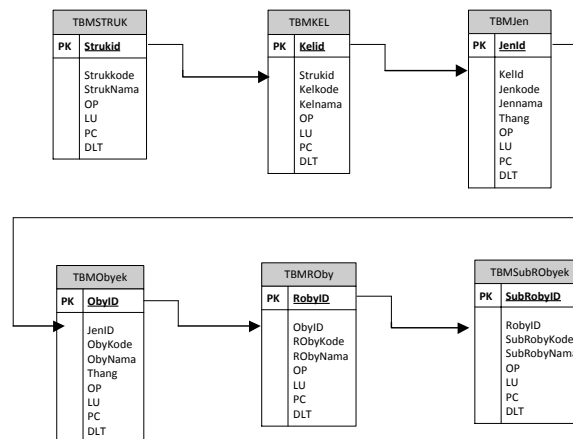 TBMSTRUK
PK Strukid
Strukkode
StrukNama
OP
LU
PC
DLT
TBMKEL
PK Kelid
Strukid
Kelkode
Kelnama
OP
LU
PC
DLT
TBMJen
PK JenId
KelId
Jenkode
Jennama
Thang
OP
LU
PC
DLT
TBMObyek
PK ObyID
JenID
ObyKode
ObyNama
Thang
OP
LU
PC
DLT
TBMROby
PK RobyID
ObyID
RObyKode
RObyNama
OP
LU
PC
DLT
TBMSubRObyek
PK SubRobyID
RobyID
SubRobyKode
SubRobyNama
OP
LU
PC
DLT